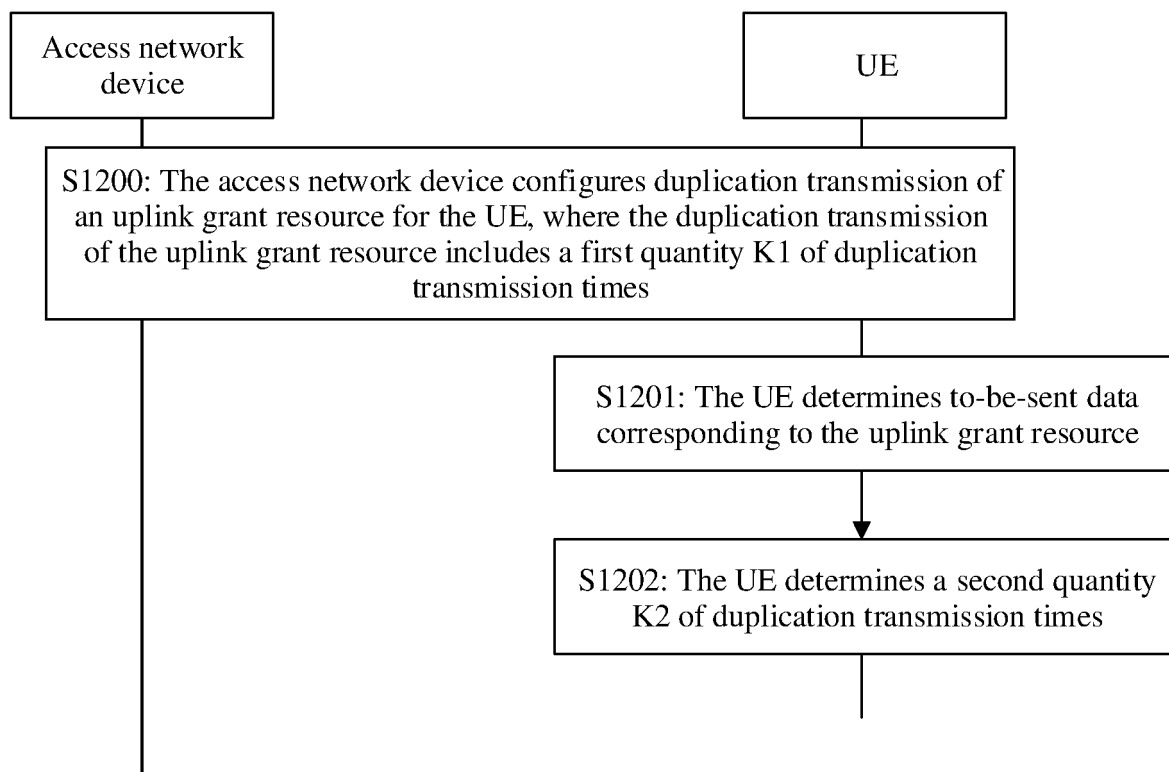 Access network
device
UE
S1200: The access network device configures duplication transmission of
an uplink grant resource for the UE, where the duplication transmission
of the uplink grant resource includes a first quantity K1 of duplication
transmission times
S1201: The UE determines to-be-sent data
corresponding to the uplink grant resource
S1202: The UE determines a second quantity
K2 of duplication transmission times